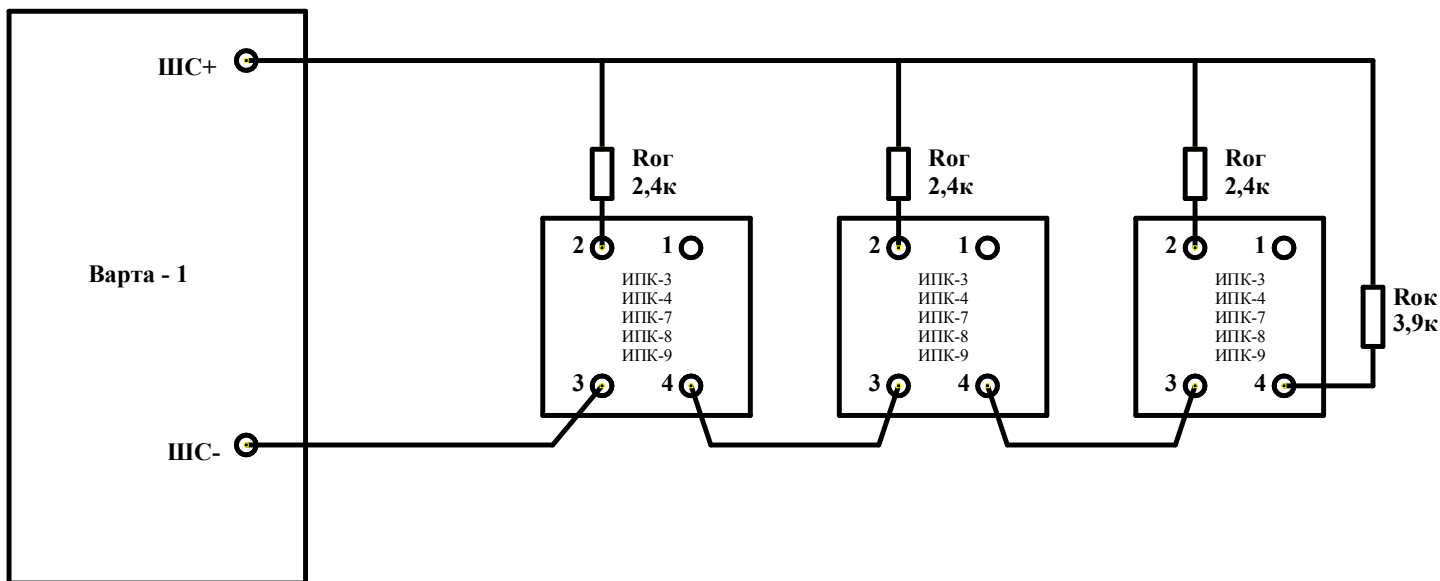 ШС+
Rог
2,4к
Rог
2,4к
Rог
2,4к
2
1
2
1
2
1
Варта - 1
ИПК-3
ИПК-4
ИПК-7
ИПК-8
ИПК-9
ИПК-3
ИПК-4
ИПК-7
ИПК-8
ИПК-9
ИПК-3
ИПК-4
ИПК-7
ИПК-8
ИПК-9
Rок
3,9к
3
4
3
4
3
4
ШС-